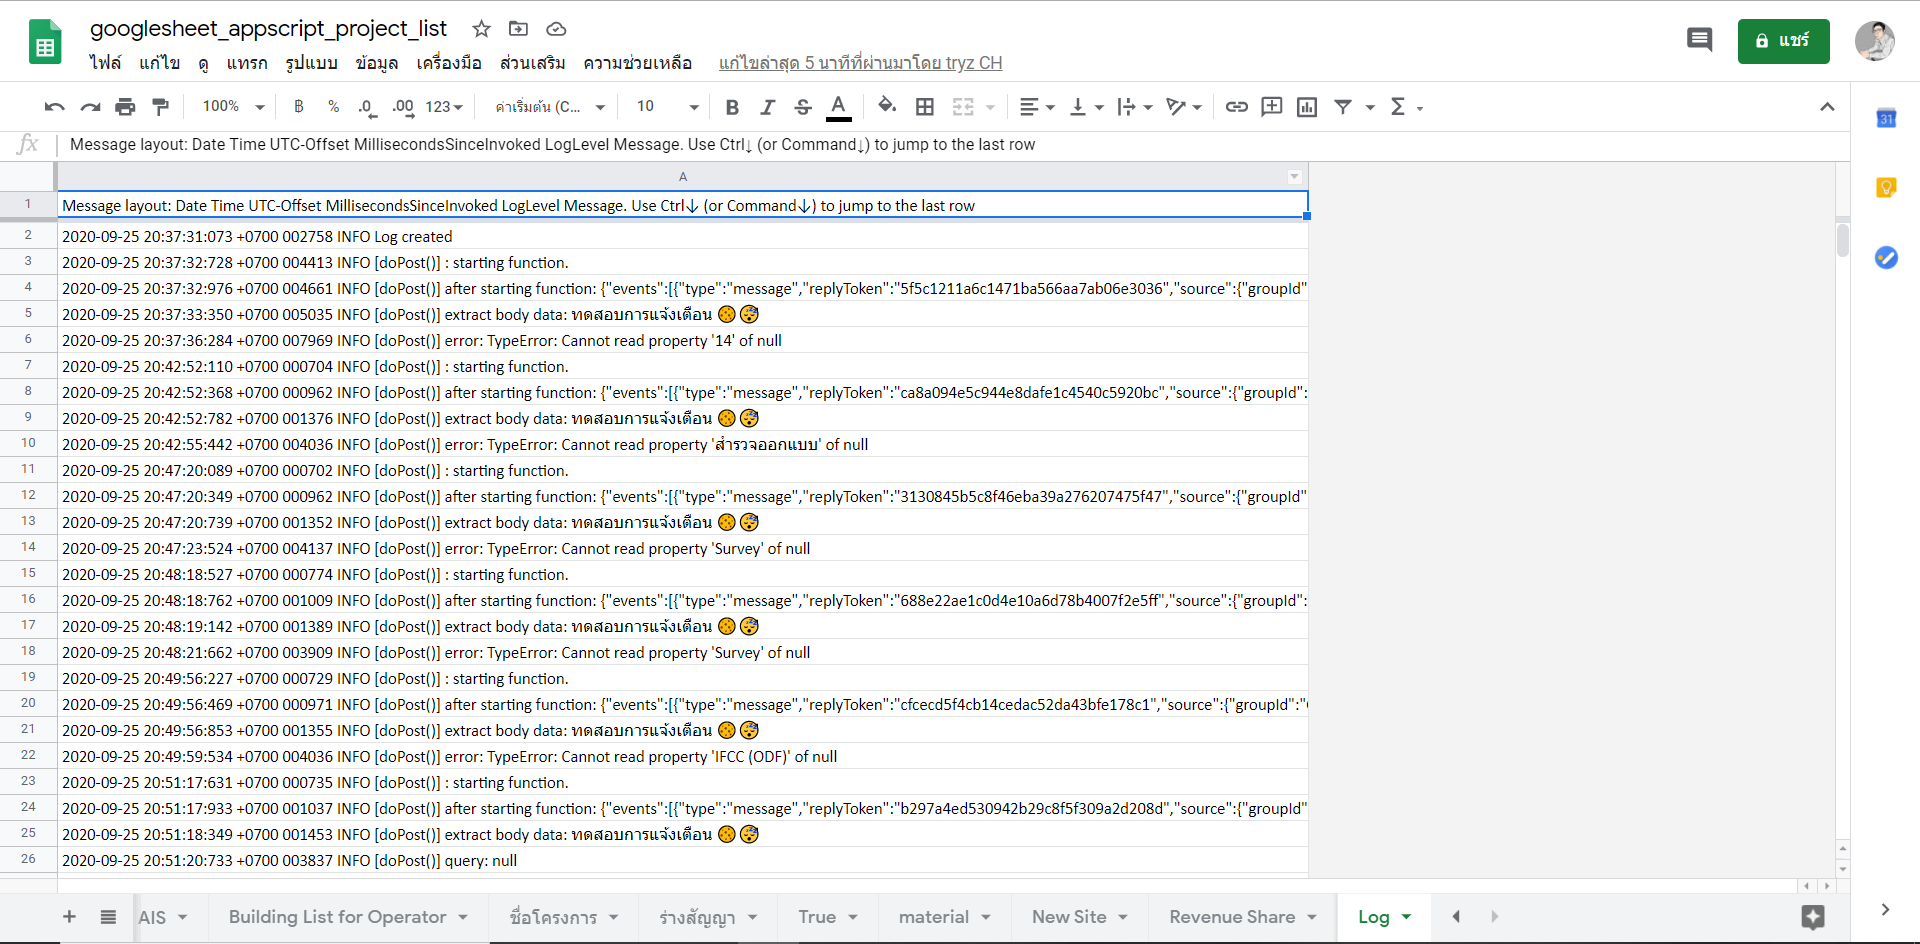 googlesheet_appscript_project_list
แชร์
ไฟล์ แก้ไข ดู แทรก รูปแบบ ข้อมูล เครื่องมือ ส่วนเสริม ความช่วยเหลือ แก้ไขล่าสุด 5 นาทีที่ผ่านมาโดย tryz CH
100% ฿ % .0 .00 123 ค่าเริ่มต้น (C... 10 B I S A Σ
31
fx Message layout: Date Time UTC-Offset MillisecondsSinceInvoked LogLevel Message. Use Ctrl↓ (or Command↓) to jump to the last row
A
1 Message layout: Date Time UTC-Offset MillisecondsSinceInvoked LogLevel Message. Use Ctrl↓ (or Command↓) to jump to the last row
2 2020-09-25 20:37:31:073 +0700 002758 INFO Log created
3 2020-09-25 20:37:32:728 +0700 004413 INFO [doPost()] : starting function.
4 2020-09-25 20:37:32:976 +0700 004661 INFO [doPost()] after starting function: {"events":[{"type":"message","replyToken":"5f5c1211a6c1471ba566aa7ab06e3036","source":{"groupId"
5 2020-09-25 20:37:33:350 +0700 005035 INFO [doPost()] extract body data: ทดสอบการแจ้งเตือน 🍪😴
6 2020-09-25 20:37:36:284 +0700 007969 INFO [doPost()] error: TypeError: Cannot read property '14' of null
7 2020-09-25 20:42:52:110 +0700 000704 INFO [doPost()] : starting function.
8 2020-09-25 20:42:52:368 +0700 000962 INFO [doPost()] after starting function: {"events":[{"type":"message","replyToken":"ca8a094e5c944e8dafe1c4540c5920bc","source":{"groupId":
9 2020-09-25 20:42:52:782 +0700 001376 INFO [doPost()] extract body data: ทดสอบการแจ้งเตือน 🍪😴
10 2020-09-25 20:42:55:442 +0700 004036 INFO [doPost()] error: TypeError: Cannot read property 'สำรวจออกแบบ' of null
11 2020-09-25 20:47:20:089 +0700 000702 INFO [doPost()] : starting function.
12 2020-09-25 20:47:20:349 +0700 000962 INFO [doPost()] after starting function: {"events":[{"type":"message","replyToken":"3130845b5c8f46eba39a276207475f47","source":{"groupId"
13 2020-09-25 20:47:20:739 +0700 001352 INFO [doPost()] extract body data: ทดสอบการแจ้งเตือน 🍪😴
14 2020-09-25 20:47:23:524 +0700 004137 INFO [doPost()] error: TypeError: Cannot read property 'Survey' of null
15 2020-09-25 20:48:18:527 +0700 000774 INFO [doPost()] : starting function.
16 2020-09-25 20:48:18:762 +0700 001009 INFO [doPost()] after starting function: {"events":[{"type":"message","replyToken":"688e22ae1c0d4e10a6d78b4007f2e5ff","source":{"groupId":
17 2020-09-25 20:48:19:142 +0700 001389 INFO [doPost()] extract body data: ทดสอบการแจ้งเตือน 🍪😴
18 2020-09-25 20:48:21:662 +0700 003909 INFO [doPost()] error: TypeError: Cannot read property 'Survey' of null
19 2020-09-25 20:49:56:227 +0700 000729 INFO [doPost()] : starting function.
20 2020-09-25 20:49:56:469 +0700 000971 INFO [doPost()] after starting function: {"events":[{"type":"message","replyToken":"cfcecd5f4cb14cedac52da43bfe178c1","source":{"groupId":"
21 2020-09-25 20:49:56:853 +0700 001355 INFO [doPost()] extract body data: ทดสอบการแจ้งเตือน 🍪😴
22 2020-09-25 20:49:59:534 +0700 004036 INFO [doPost()] error: TypeError: Cannot read property 'IFCC (ODF)' of null
23 2020-09-25 20:51:17:631 +0700 000735 INFO [doPost()] : starting function.
24 2020-09-25 20:51:17:933 +0700 001037 INFO [doPost()] after starting function: {"events":[{"type":"message","replyToken":"b297a4ed530942b29c8f5f309a2d208d","source":{"groupId"
25 2020-09-25 20:51:18:349 +0700 001453 INFO [doPost()] extract body data: ทดสอบการแจ้งเตือน 🍪😴
26 2020-09-25 20:51:20:733 +0700 003837 INFO [doPost()] query: null
AIS Building List for Operator ชื่อโครงการ ร่างสัญญา True material New Site Revenue Share Log